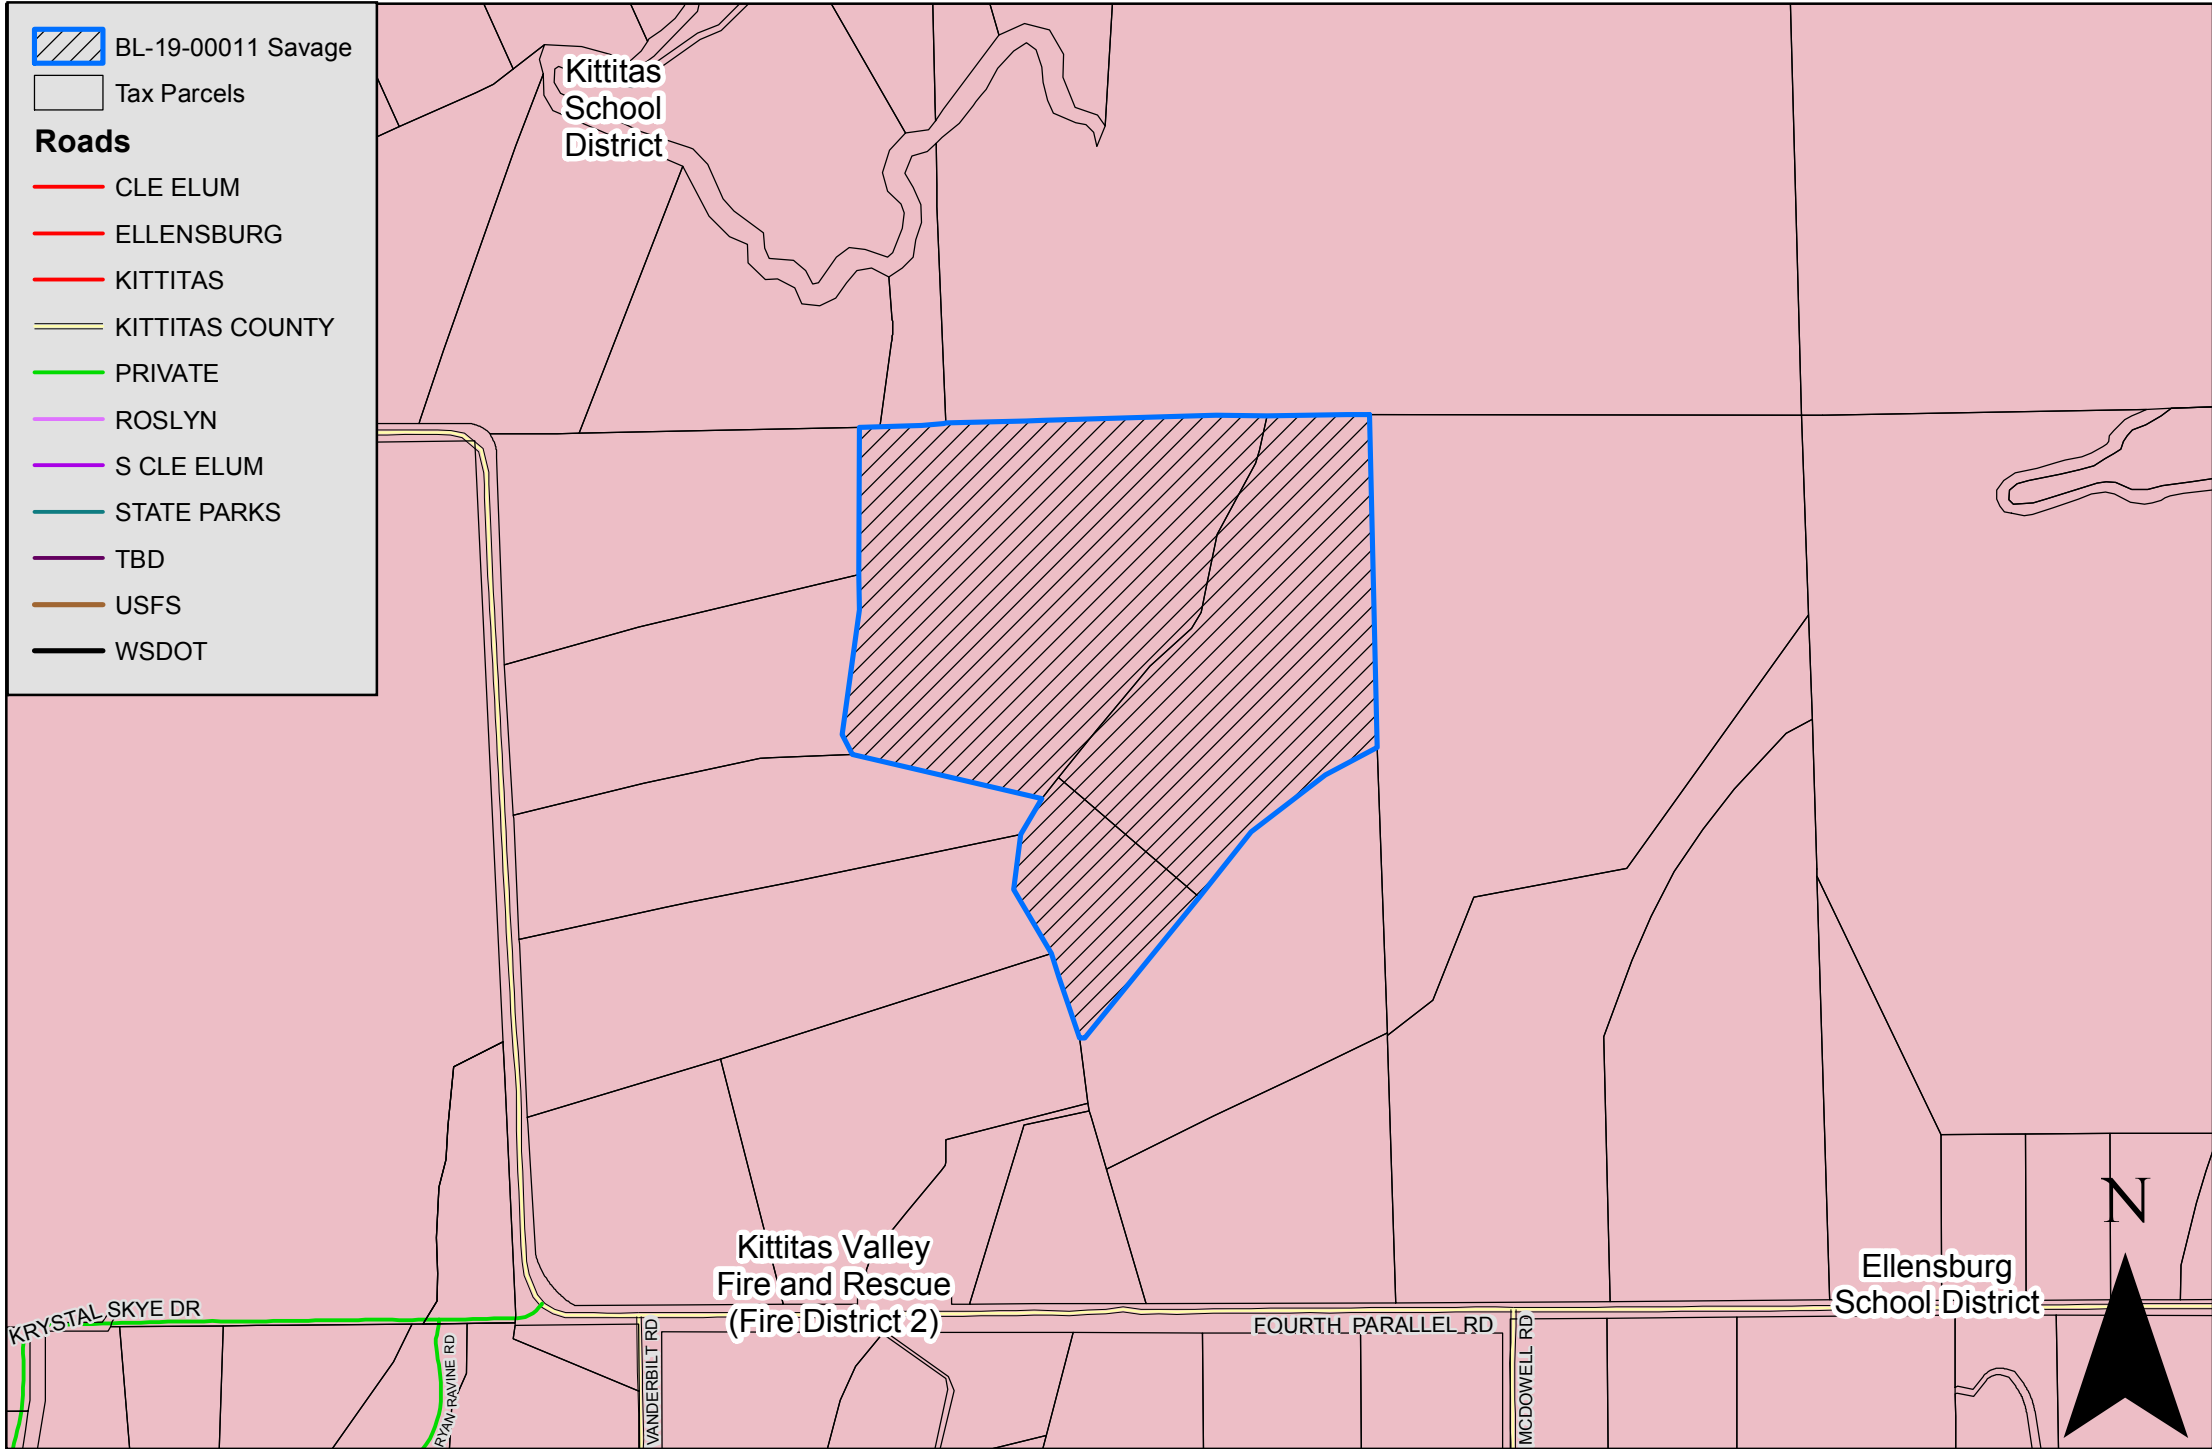 BL-19-00011 Savage
Tax Parcels
Roads
CLE ELUM
ELLENSBURG
KITTITAS
KITTITAS COUNTY
PRIVATE
ROSLYN
S CLE ELUM
STATE PARKS
TBD
USFS
WSDOT
Kittitas
School
District
Kittitas Valley
Fire and Rescue
(Fire District 2)
Ellensburg
School District
N
KRYSTAL SKYE DR
RYAN-RAVINE RD
VANDERBILT RD
FOURTH PARALLEL RD
MCDOWELL RD